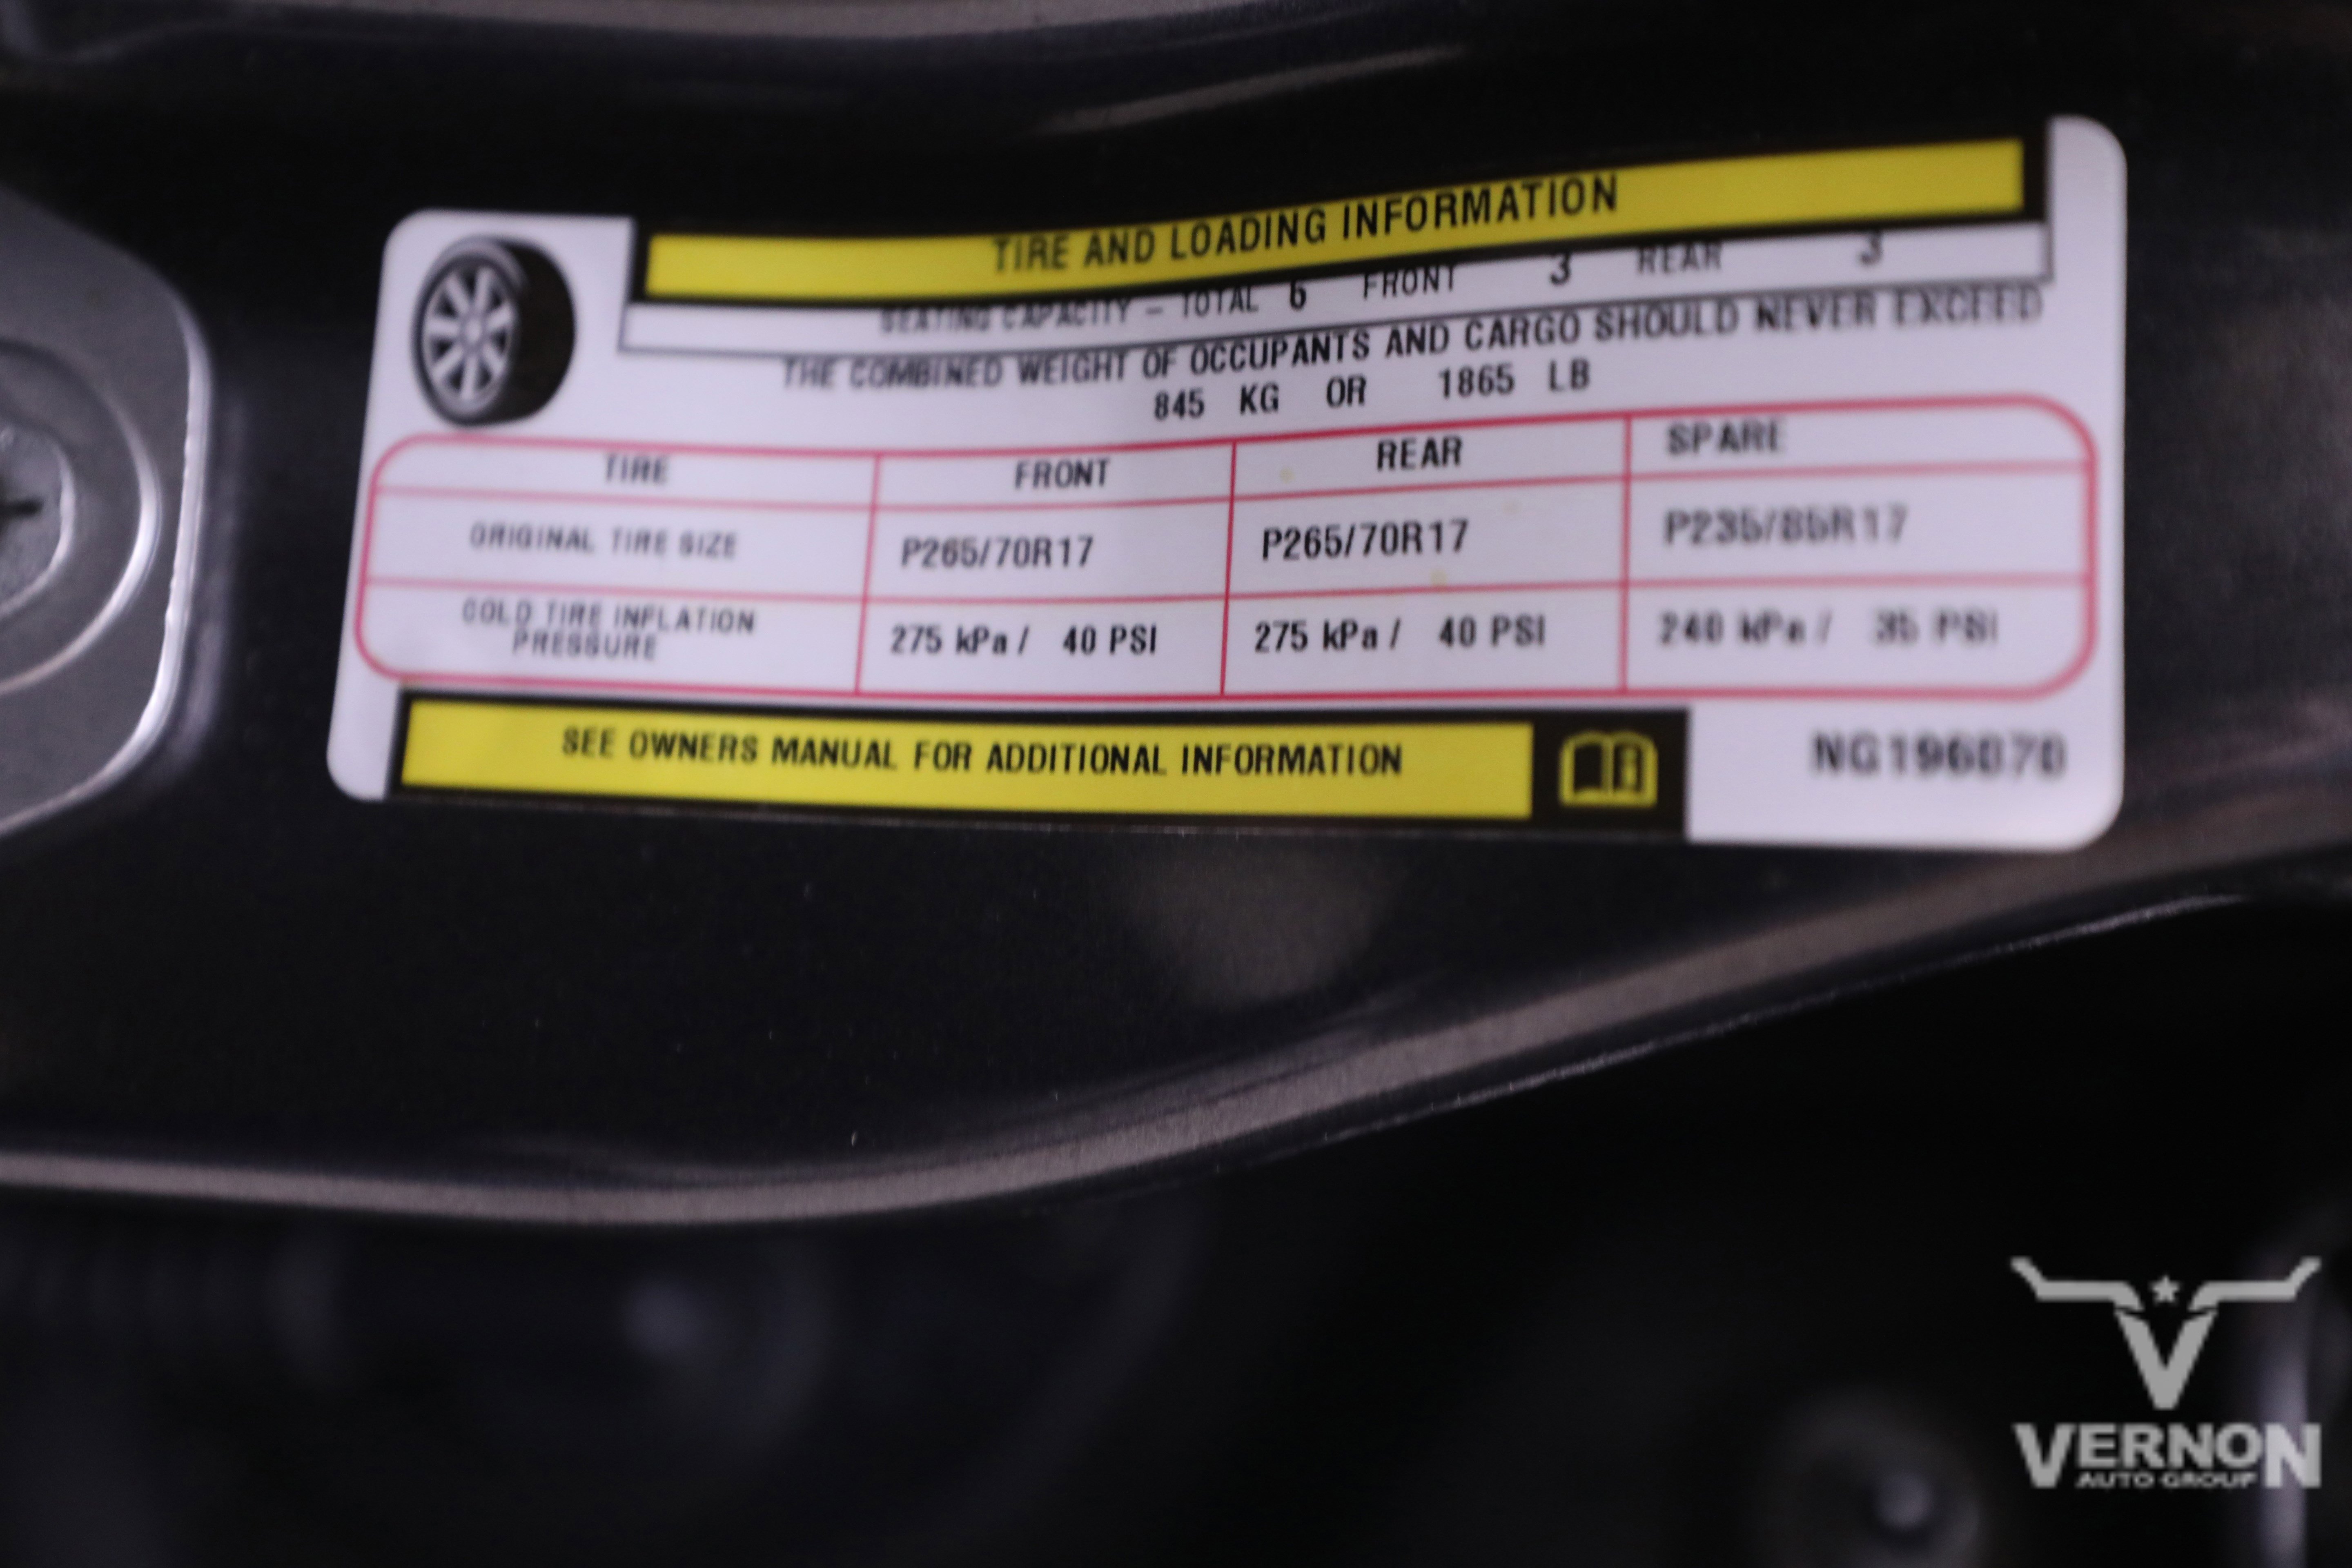 TIRE AND LOADING INFORMATION
SEATING CAPACITY – TOTAL 6 FRONT 3 REAR 3
THE COMBINED WEIGHT OF OCCUPANTS AND CARGO SHOULD NEVER EXCEED
845 KG OR 1865 LB
TIRE FRONT REAR SPARE
ORIGINAL TIRE SIZE P265/70R17 P265/70R17 P235/85R17
COLD TIRE INFLATION
PRESSURE 275 kPa / 40 PSI 275 kPa / 40 PSI 240 kPa / 35 PSI
SEE OWNERS MANUAL FOR ADDITIONAL INFORMATION
VERNON
AUTO GROUP